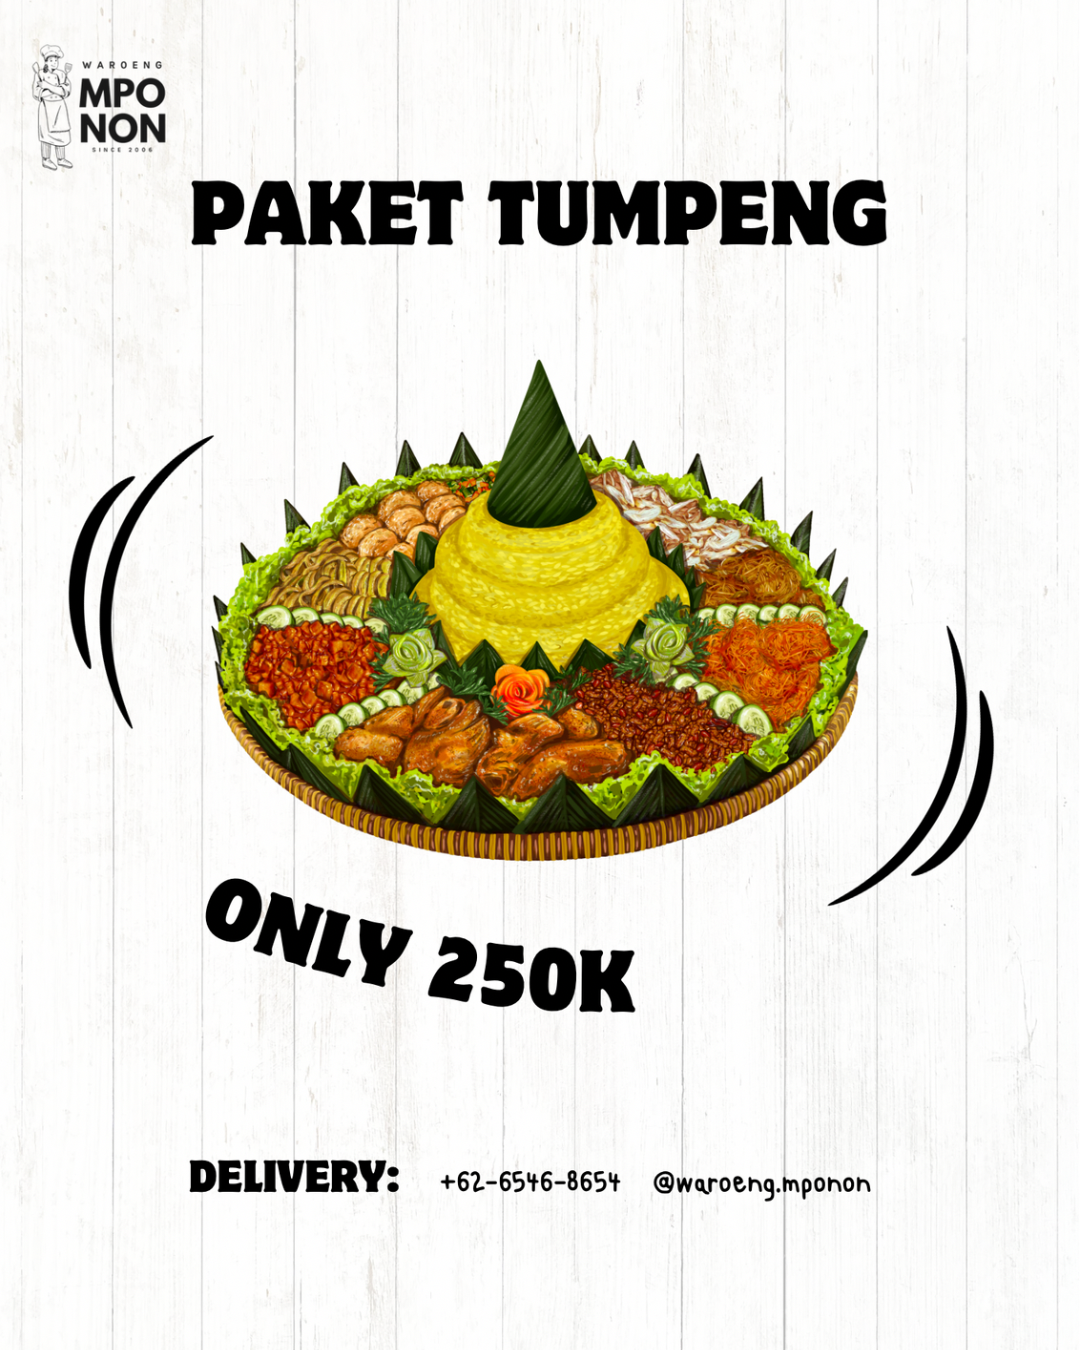 WAROENG
MPO
NON
SINCE 2006
PAKET TUMPENG
ONLY 250K
DELIVERY: +62-6546-8654 @waroeng.mponon